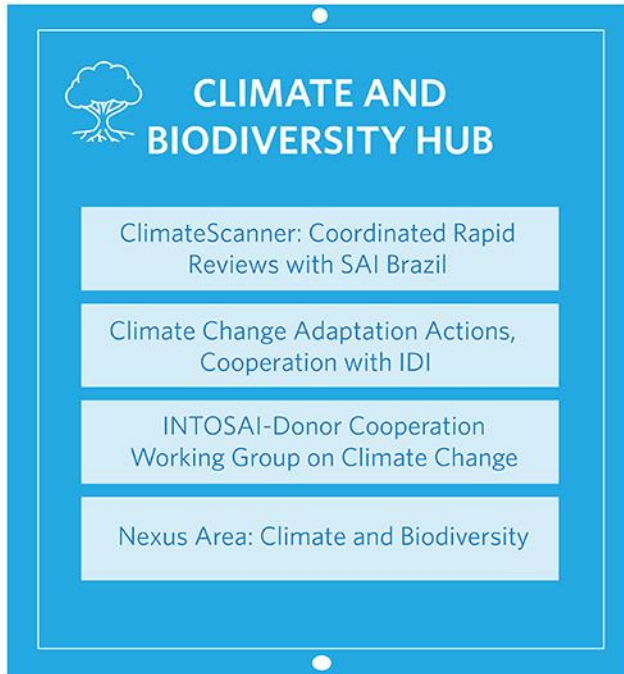 CLIMATE AND
BIODIVERSITY HUB
ClimateScanner: Coordinated Rapid
Reviews with SAI Brazil
Climate Change Adaptation Actions,
Cooperation with IDI
INTOSAI-Donor Cooperation
Working Group on Climate Change
Nexus Area: Climate and Biodiversity